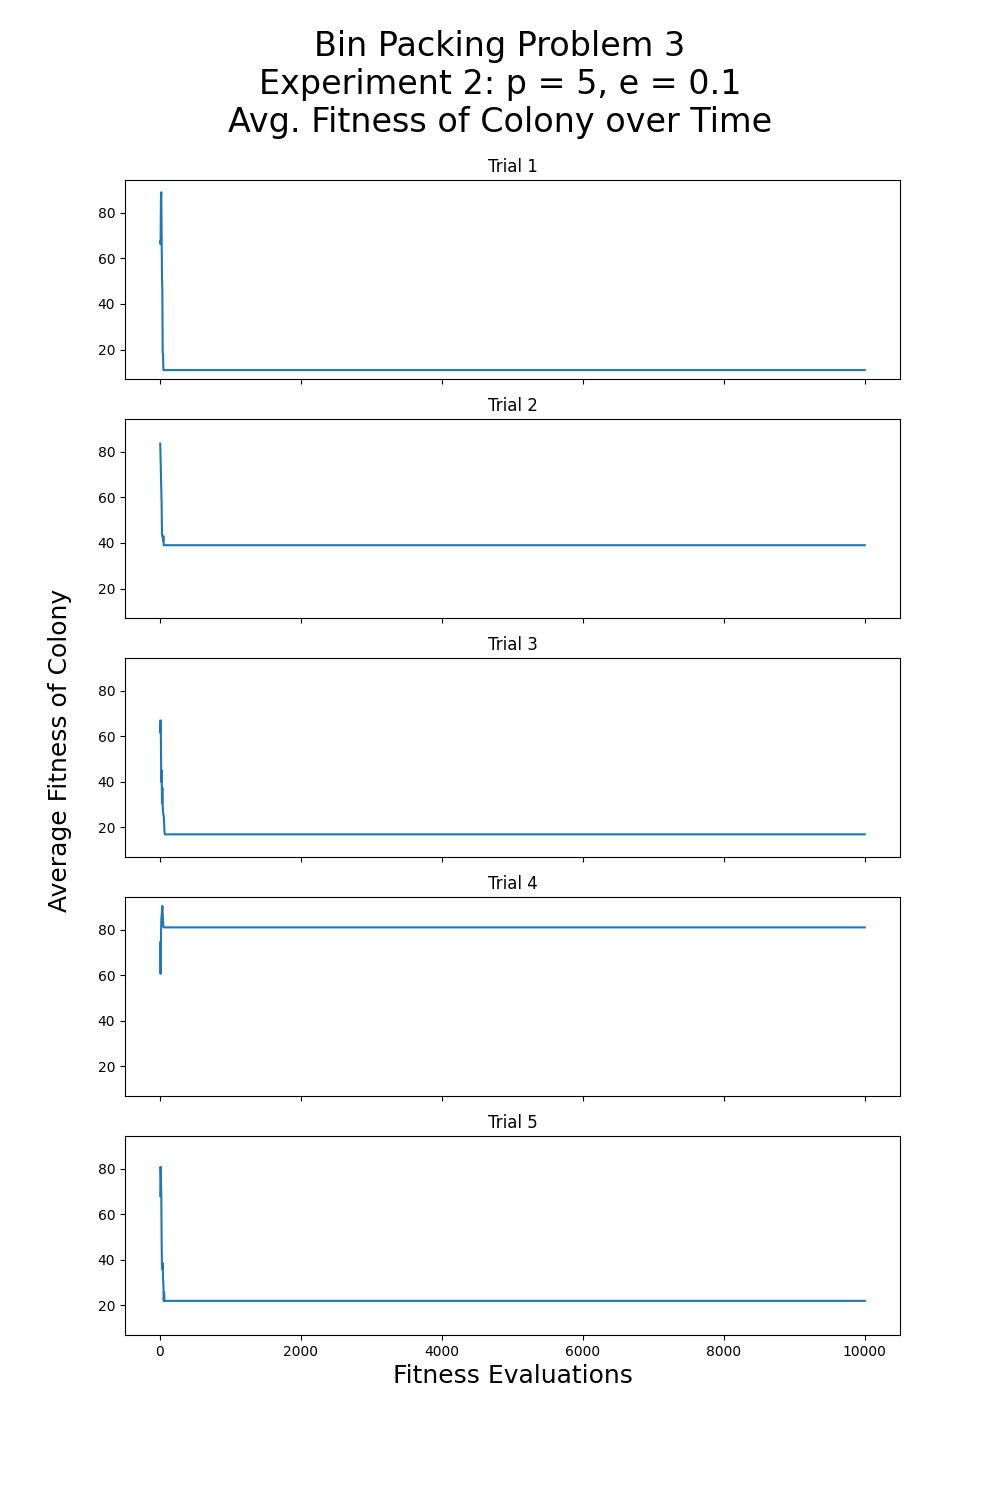 Bin Packing Problem 3
Experiment 2: p = 5, e = 0.1
Avg. Fitness of Colony over Time
Trial 1
80
60
40
20
Trial 2
80
60
40
20
Trial 3
80
60
40
20
Trial 4
80
60
40
20
Trial 5
80
60
40
20
0 2000 4000 6000 8000 10000
Fitness Evaluations
Average Fitness of Colony